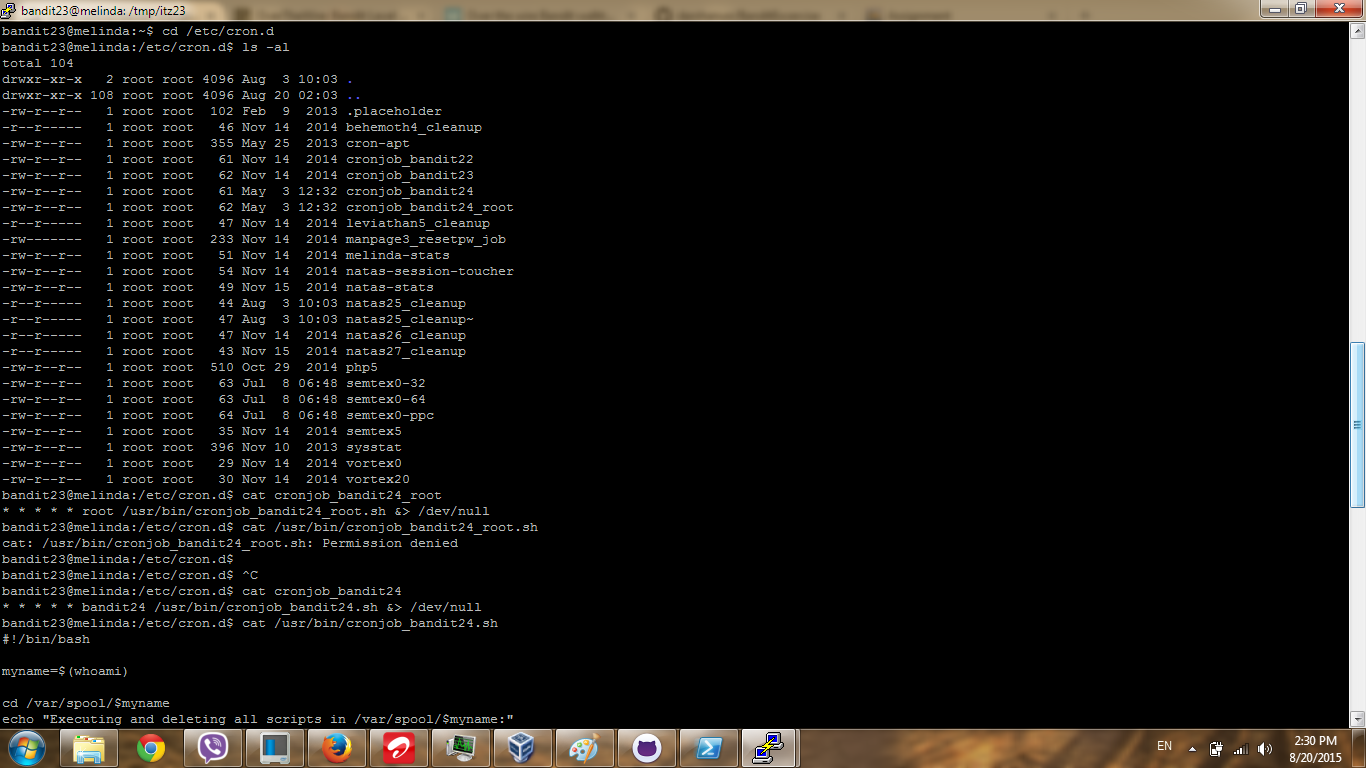 bandit23@melinda: /tmp/itz23
bandit23@melinda:~$ cd /etc/cron.d
bandit23@melinda:/etc/cron.d$ ls -al
total 104
drwxr-xr-x   2 root root 4096 Aug  3 10:03 .
drwxr-xr-x 108 root root 4096 Aug 20 02:03 ..
-rw-r--r--   1 root root  102 Feb  9  2013 .placeholder
-r--r-----   1 root root   46 Nov 14  2014 behemoth4_cleanup
-rw-r--r--   1 root root  355 May 25  2013 cron-apt
-rw-r--r--   1 root root   61 Nov 14  2014 cronjob_bandit22
-rw-r--r--   1 root root   62 Nov 14  2014 cronjob_bandit23
-rw-r--r--   1 root root   61 May  3 12:32 cronjob_bandit24
-rw-r--r--   1 root root   62 May  3 12:32 cronjob_bandit24_root
-r--r-----   1 root root   47 Nov 14  2014 leviathan5_cleanup
-rw-------   1 root root  233 Nov 14  2014 manpage3_resetpw_job
-rw-r--r--   1 root root   51 Nov 14  2014 melinda-stats
-rw-r--r--   1 root root   54 Nov 14  2014 natas-session-toucher
-rw-r--r--   1 root root   49 Nov 15  2014 natas-stats
-r--r-----   1 root root   44 Aug  3 10:03 natas25_cleanup
-r--r-----   1 root root   47 Aug  3 10:03 natas25_cleanup~
-r--r-----   1 root root   47 Nov 14  2014 natas26_cleanup
-r--r-----   1 root root   43 Nov 15  2014 natas27_cleanup
-rw-r--r--   1 root root  510 Oct 29  2014 php5
-rw-r--r--   1 root root   63 Jul  8 06:48 semtex0-32
-rw-r--r--   1 root root   63 Jul  8 06:48 semtex0-64
-rw-r--r--   1 root root   64 Jul  8 06:48 semtex0-ppc
-rw-r--r--   1 root root   35 Nov 14  2014 semtex5
-rw-r--r--   1 root root  396 Nov 10  2013 sysstat
-rw-r--r--   1 root root   29 Nov 14  2014 vortex0
-rw-r--r--   1 root root   30 Nov 14  2014 vortex20
bandit23@melinda:/etc/cron.d$ cat cronjob_bandit24_root
* * * * * root /usr/bin/cronjob_bandit24_root.sh &> /dev/null
bandit23@melinda:/etc/cron.d$ cat /usr/bin/cronjob_bandit24_root.sh
cat: /usr/bin/cronjob_bandit24_root.sh: Permission denied
bandit23@melinda:/etc/cron.d$
bandit23@melinda:/etc/cron.d$ ^C
bandit23@melinda:/etc/cron.d$ cat cronjob_bandit24
* * * * * bandit24 /usr/bin/cronjob_bandit24.sh &> /dev/null
bandit23@melinda:/etc/cron.d$ cat /usr/bin/cronjob_bandit24.sh
#!/bin/bash
myname=$(whoami)
cd /var/spool/$myname
echo "Executing and deleting all scripts in /var/spool/$myname:"
EN
2:30 PM
8/20/2015